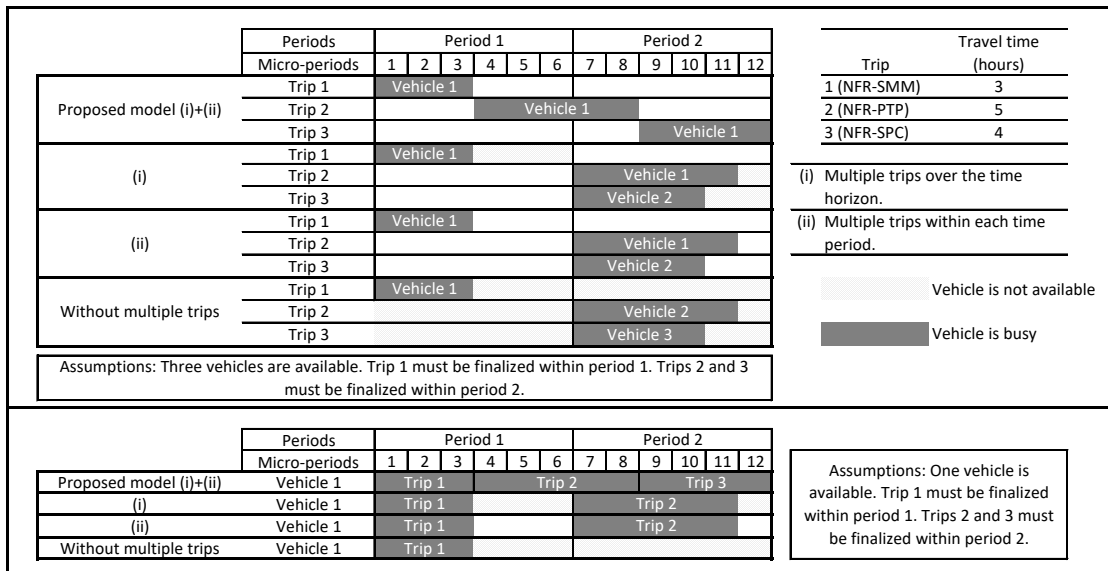 Periods Period 1 Period 2
Micro-periods 1 2 3 4 5 6 7 8 9 10 11 12
Proposed model (i)+(ii)
Trip 1 Vehicle 1
Trip 2 Vehicle 1
Trip 3 Vehicle 1
(i)
Trip 1 Vehicle 1
Trip 2 Vehicle 1
Trip 3 Vehicle 2
(ii)
Trip 1 Vehicle 1
Trip 2 Vehicle 1
Trip 3 Vehicle 2
Without multiple trips
Trip 1 Vehicle 1
Trip 2 Vehicle 2
Trip 3 Vehicle 3
Assumptions: Three vehicles are available. Trip 1 must be finalized within period 1. Trips 2 and 3
must be finalized within period 2.
Travel time
Trip (hours)
1 (NFR-SMM) 3
2 (NFR-PTP) 5
3 (NFR-SPC) 4
(i) Multiple trips over the time
horizon.
(ii) Multiple trips within each time
period.
Vehicle is not available
Vehicle is busy
Periods Period 1 Period 2
Micro-periods 1 2 3 4 5 6 7 8 9 10 11 12
Proposed model (i)+(ii) Vehicle 1 Trip 1 Trip 2 Trip 3
(i) Vehicle 1 Trip 1 Trip 2
(ii) Vehicle 1 Trip 1 Trip 2
Without multiple trips Vehicle 1 Trip 1
Assumptions: One vehicle is
available. Trip 1 must be finalized
within period 1. Trips 2 and 3 must
be finalized within period 2.